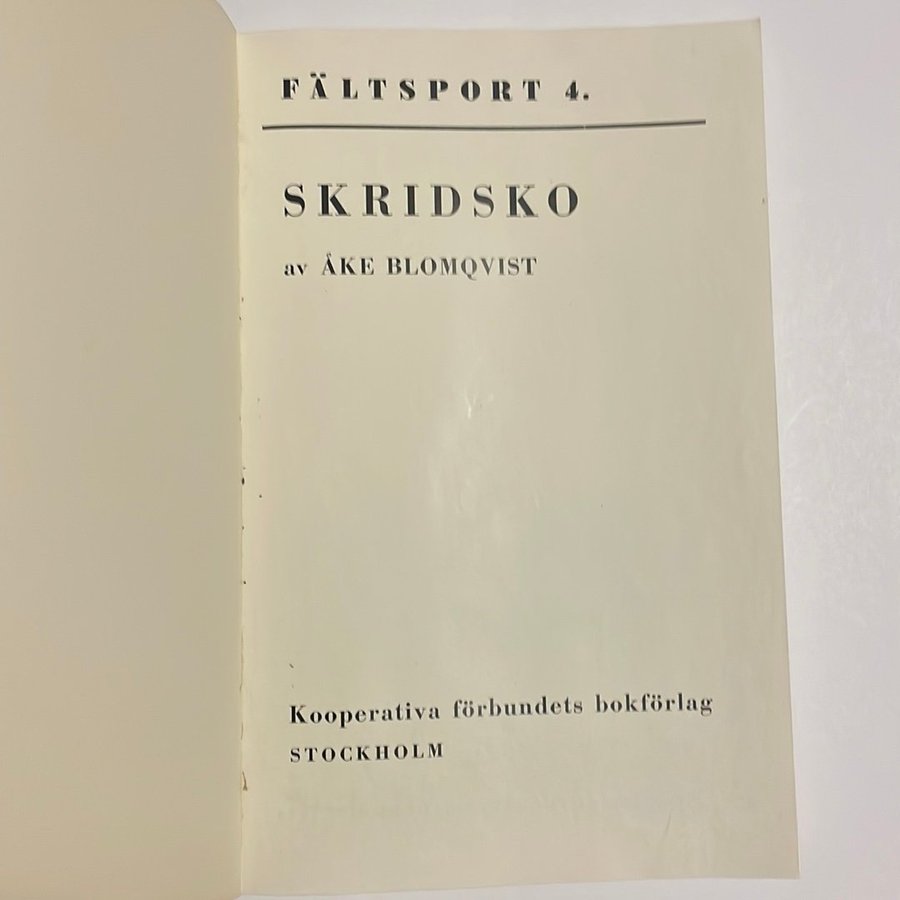 FÄLTSPORT 4.
SKRIDSKO
av ÅKE BLOMQVIST
Kooperativa förbundets bokförlag
STOCKHOLM